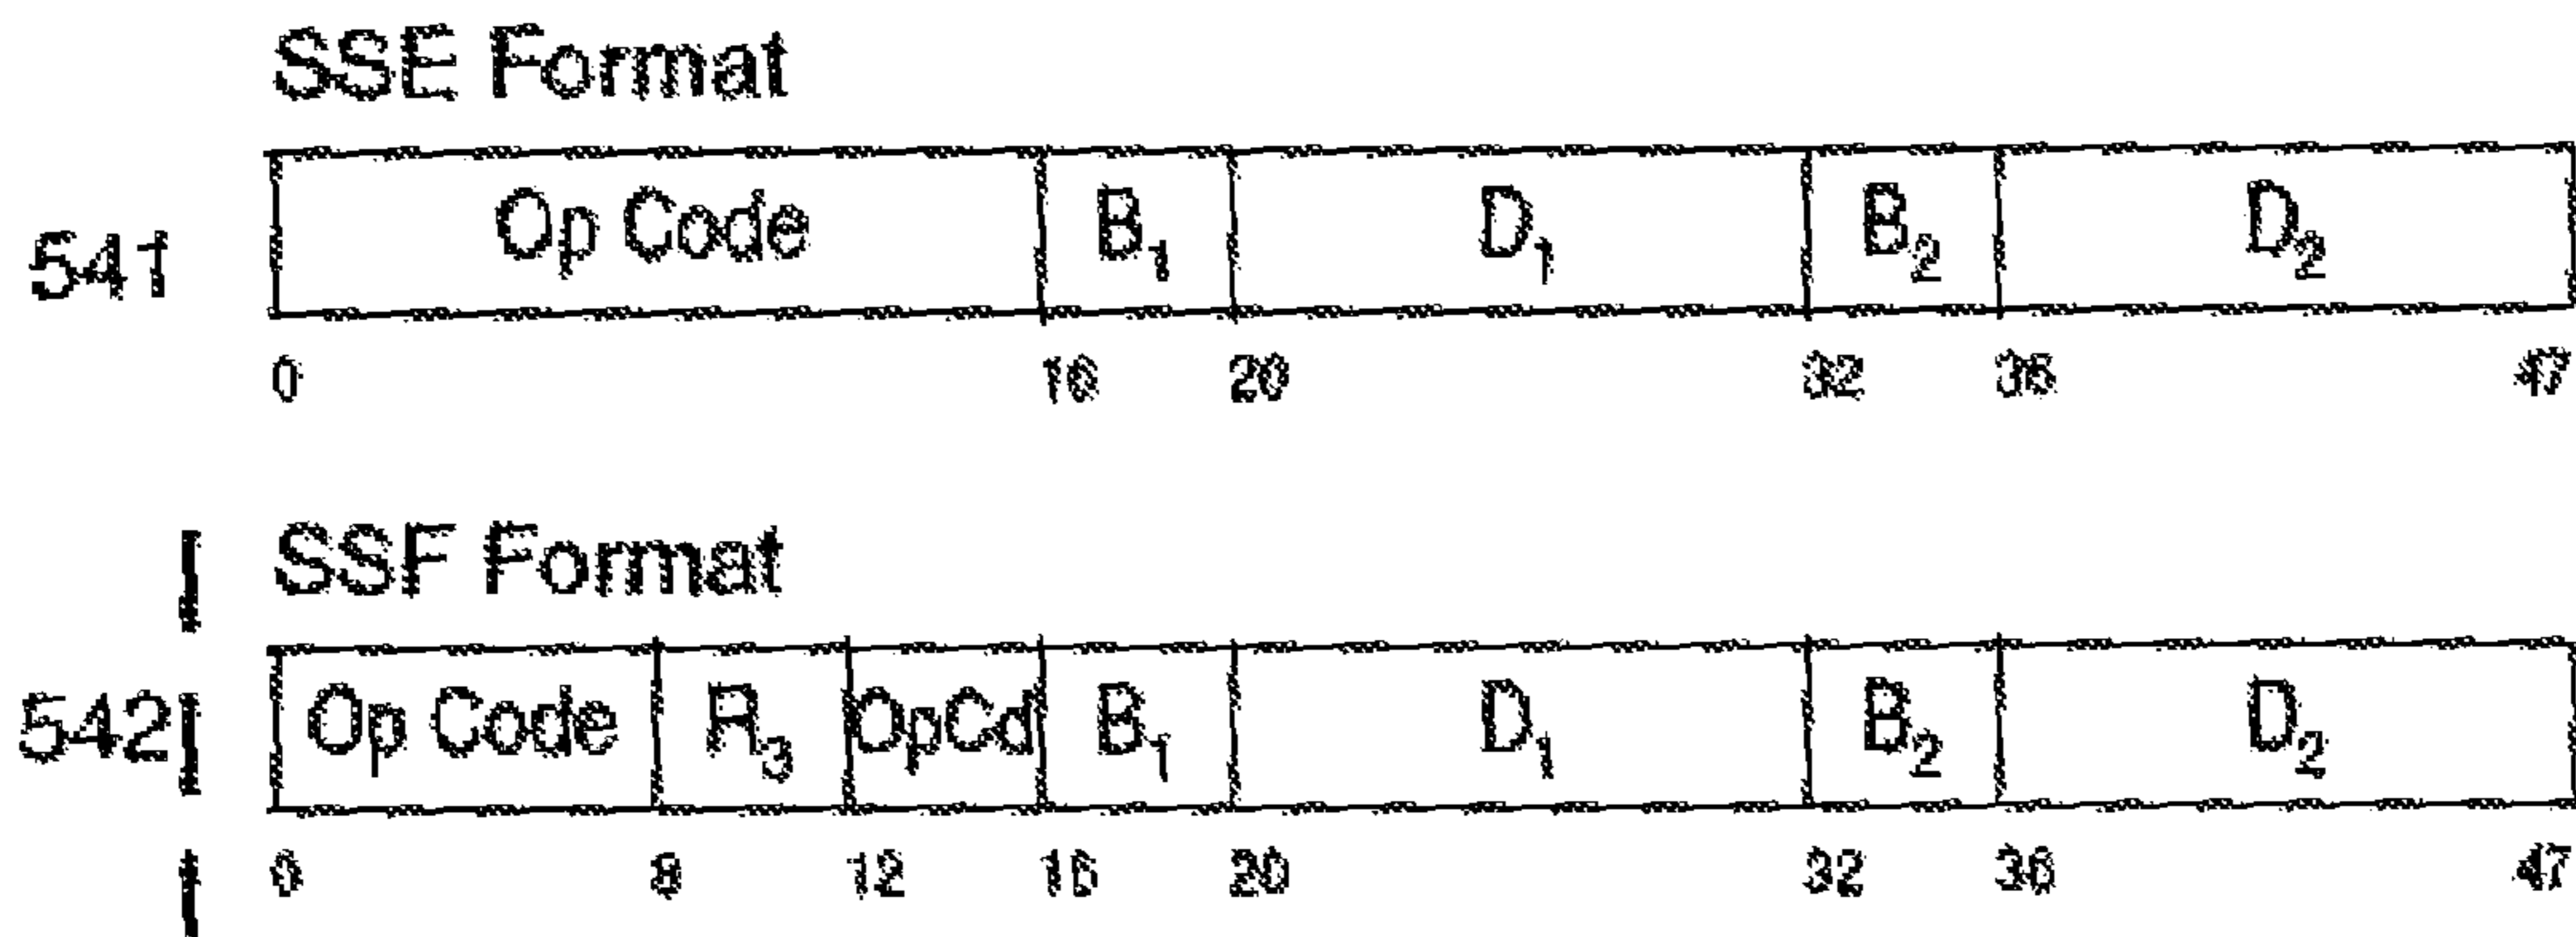 SSE Format
541 Op Code B₁ D₁ B₂ D₂
0 16 20 32 36 47
SSF Format
542 Op Code R₃ OpCd B₁ D₁ B₂ D₂
0 8 12 16 20 32 36 47